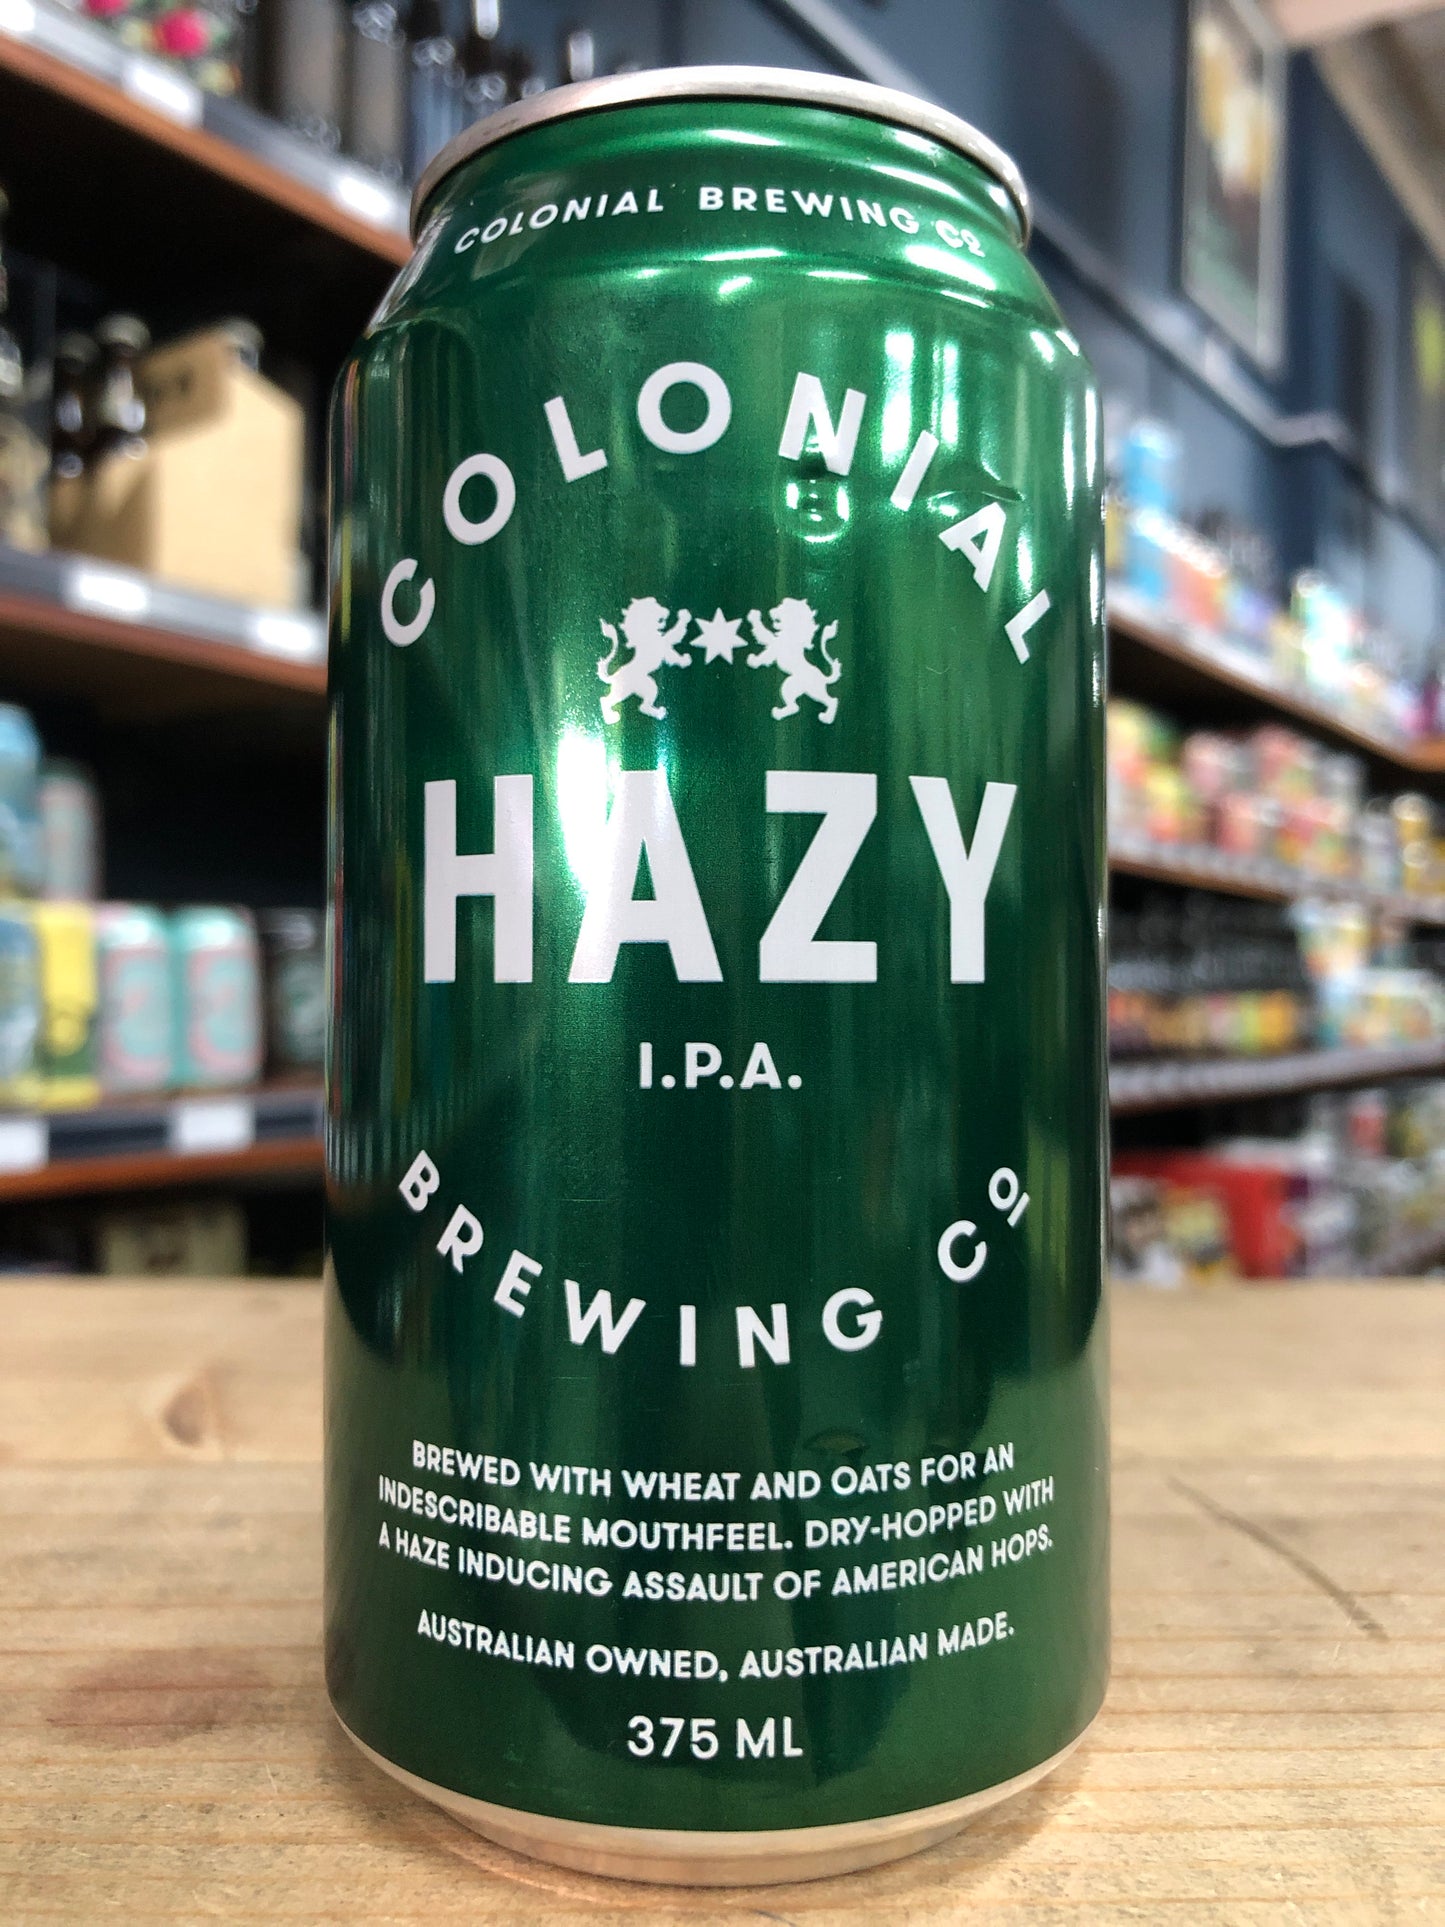 COLONIAL BREWING Cº
COLONIAL
HAZY
I.P.A.
BREWING Cº
BREWED WITH WHEAT AND OATS FOR AN
INDESCRIBABLE MOUTHFEEL. DRY-HOPPED WITH
A HAZE INDUCING ASSAULT OF AMERICAN HOPS.
AUSTRALIAN OWNED, AUSTRALIAN MADE.
375 ML